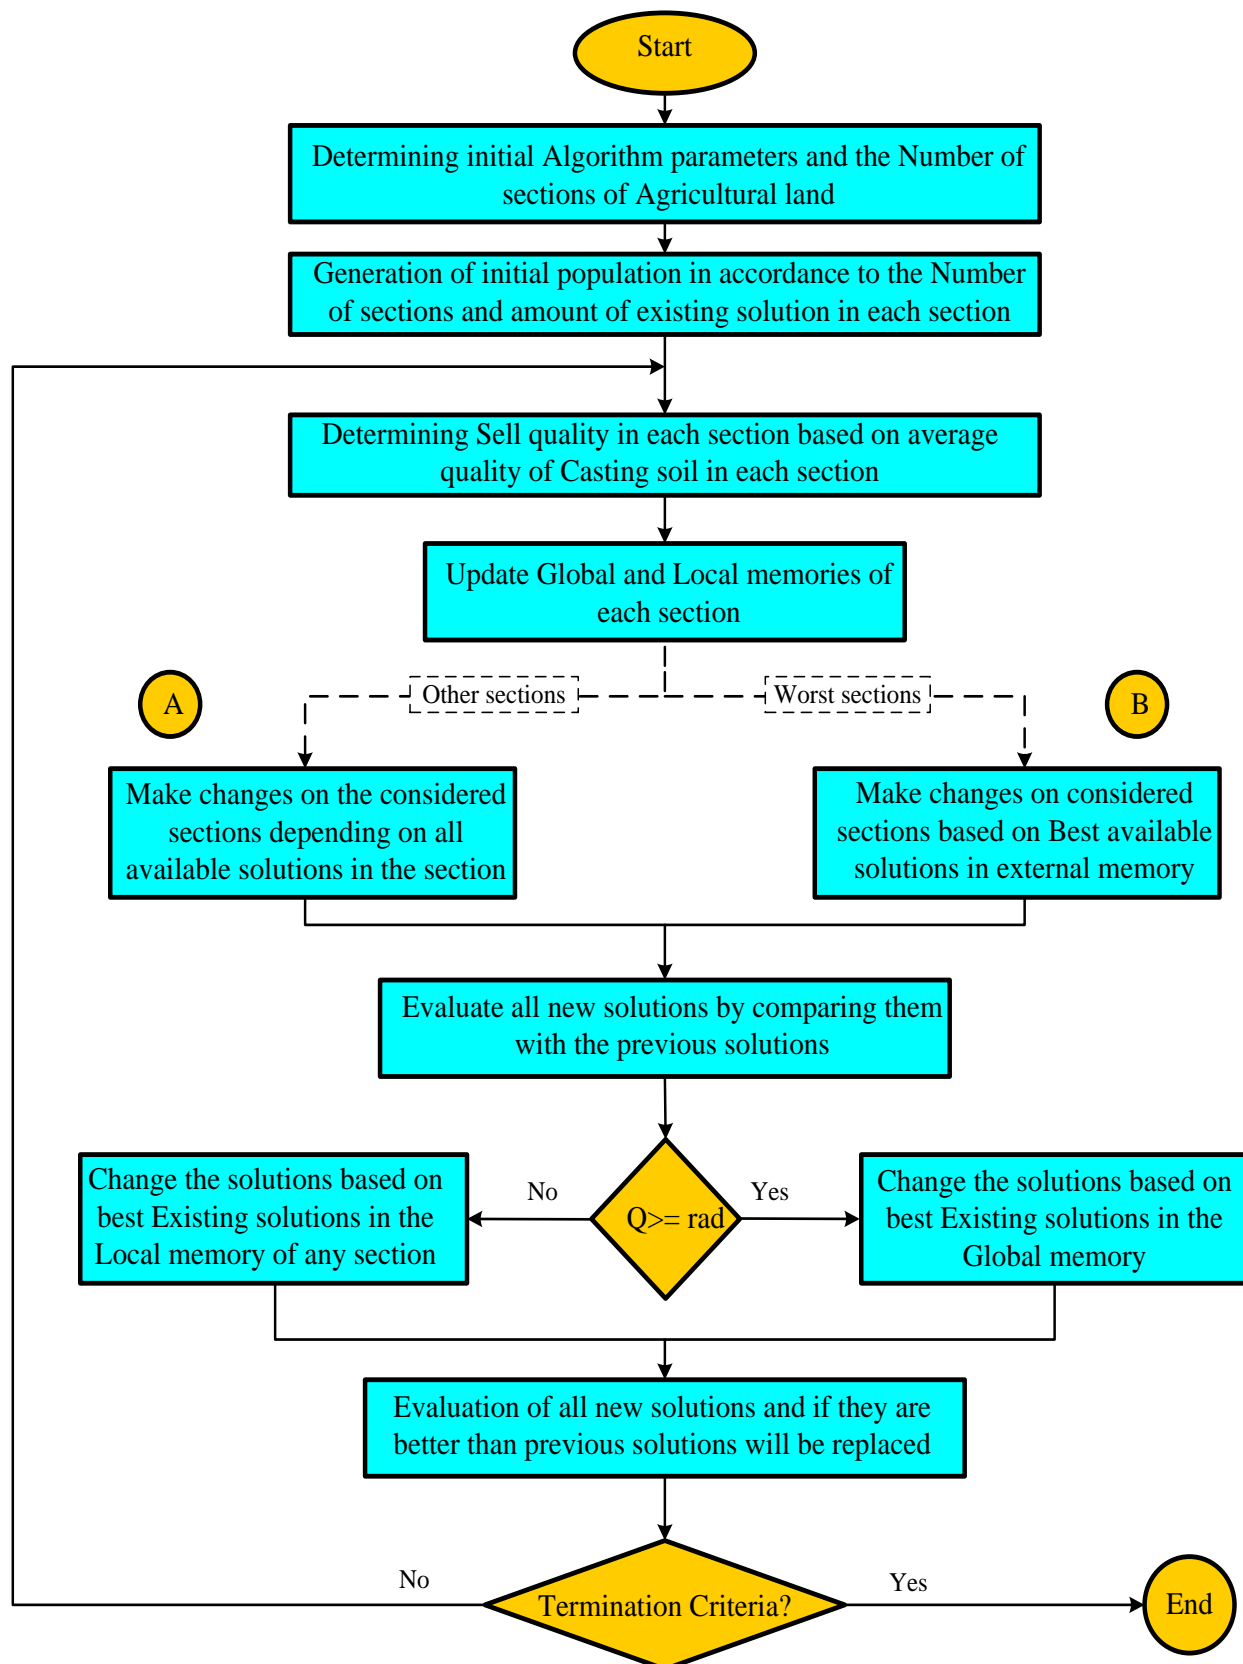 Start
Determining initial Algorithm parameters and the Number of
sections of Agricultural land
Generation of initial population in accordance to the Number
of sections and amount of existing solution in each section
Determining Sell quality in each section based on average
quality of Casting soil in each section
Update Global and Local memories of
each section
Other sections
Worst sections
A
B
Make changes on the considered
sections depending on all
available solutions in the section
Make changes on considered
sections based on Best available
solutions in external memory
Evaluate all new solutions by comparing them
with the previous solutions
No
Yes
Q>= rad
Change the solutions based on
best Existing solutions in the
Local memory of any section
Change the solutions based on
best Existing solutions in the
Global memory
Evaluation of all new solutions and if they are
better than previous solutions will be replaced
No
Yes
Termination Criteria?
End